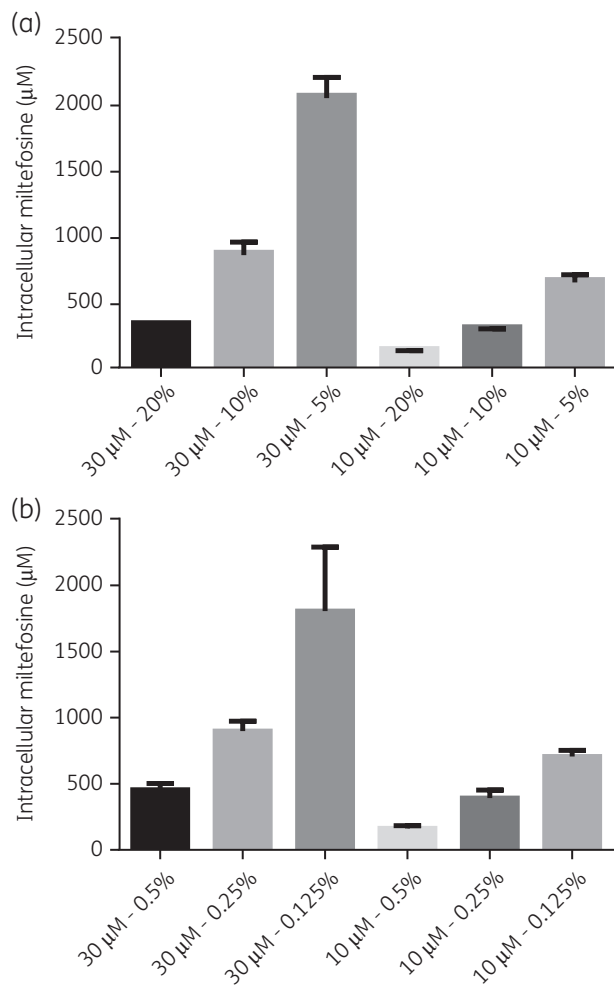 (a)
Intracellular miltefosine (μM)
2500
2000
1500
1000
500
0
30 μM - 20%
30 μM - 10%
30 μM - 5%
10 μM - 20%
10 μM - 10%
10 μM - 5%
(b)
Intracellular miltefosine (μM)
2500
2000
1500
1000
500
0
30 μM - 0.5%
30 μM - 0.25%
30 μM - 0.125%
10 μM - 0.5%
10 μM - 0.25%
10 μM - 0.125%